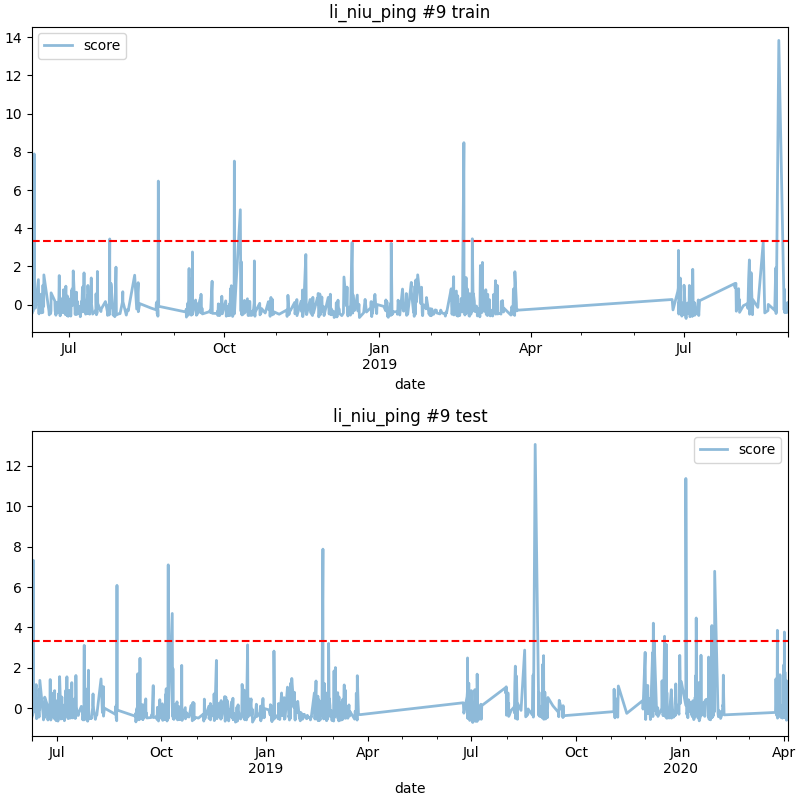 li_niu_ping #9 train
score
14
12
10
8
6
4
2
0
Jul Oct Jan Apr Jul
2019
date
li_niu_ping #9 test
score
12
10
8
6
4
2
0
Jul Oct Jan Apr Jul Oct Jan Apr
2019 2020
date